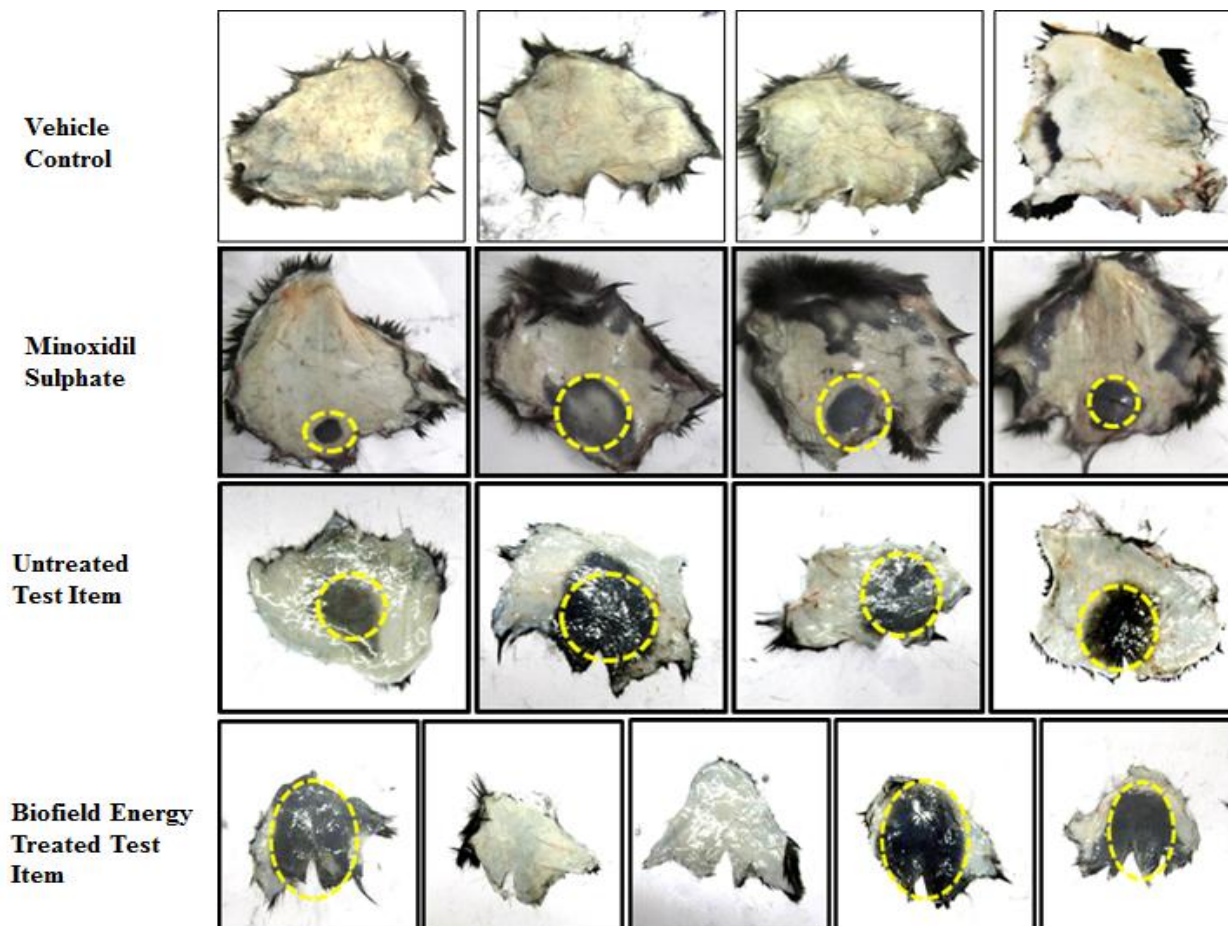 Vehicle
Control
Minoxidil
Sulphate
Untreated
Test Item
Biofield Energy
Treated Test
Item